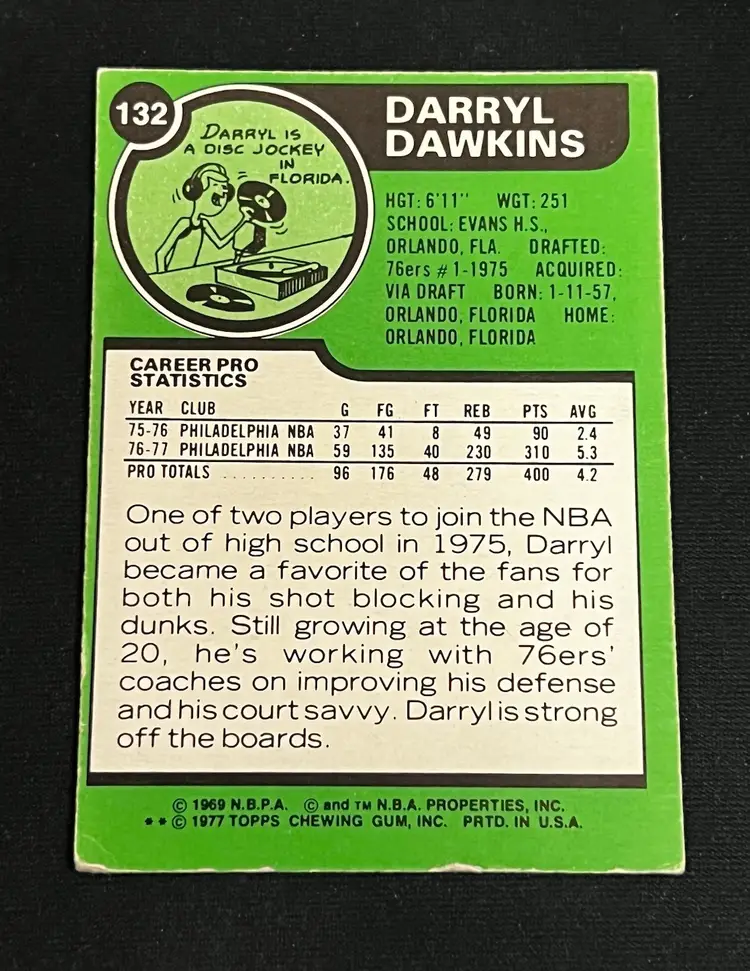 132
DARRYL IS
A DISC JOCKEY
IN
FLORIDA.
DARRYL
DAWKINS
HGT: 6'11" WGT: 251
SCHOOL: EVANS H.S.,
ORLANDO, FLA. DRAFTED:
76ers #1-1975 ACQUIRED:
VIA DRAFT BORN: 1-11-57,
ORLANDO, FLORIDA HOME:
ORLANDO, FLORIDA
CAREER PRO
STATISTICS
YEAR CLUB G FG FT REB PTS AVG
75-76 PHILADELPHIA NBA 37 41 8 49 90 2.4
76-77 PHILADELPHIA NBA 59 135 40 230 310 5.3
PRO TOTALS .......... 96 176 48 279 400 4.2
One of two players to join the NBA
out of high school in 1975, Darryl
became a favorite of the fans for
both his shot blocking and his
dunks. Still growing at the age of
20, he's working with 76ers'
coaches on improving his defense
and his court savvy. Darryl is strong
off the boards.
© 1969 N.B.P.A. © and TM N.B.A. PROPERTIES, INC.
** © 1977 TOPPS CHEWING GUM, INC. PRTD. IN U.S.A.